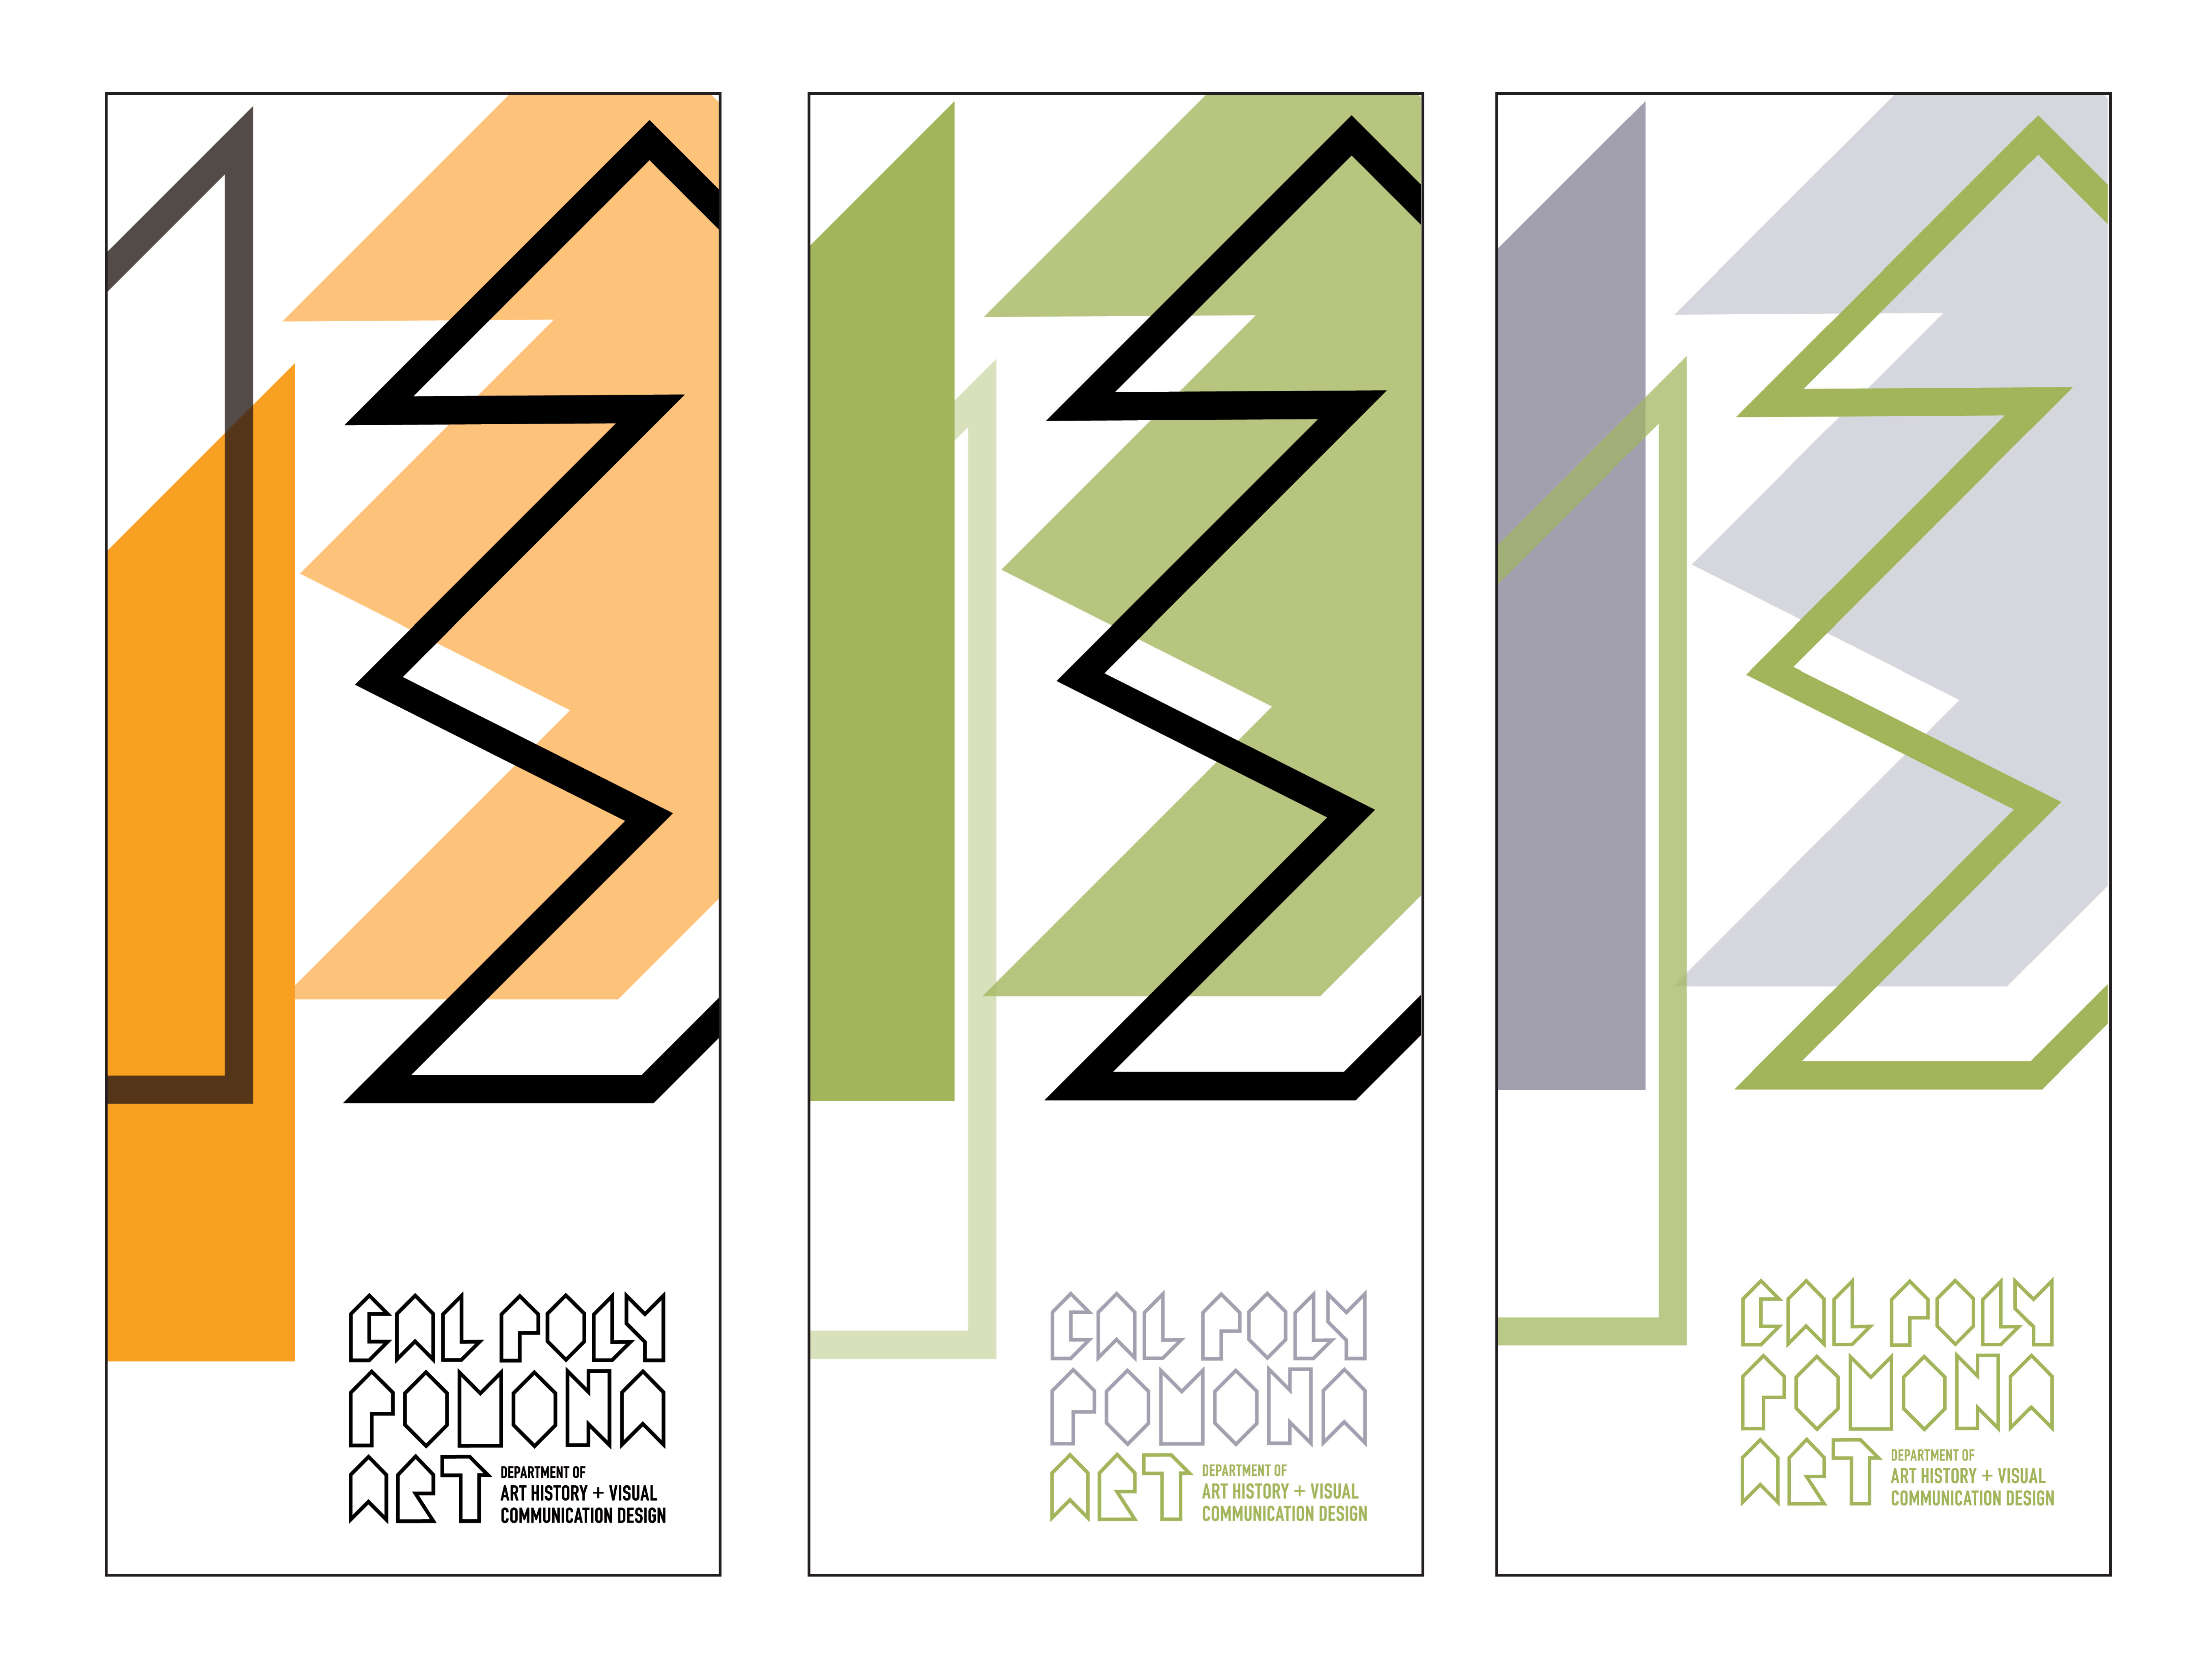 CAL POLY
POMONA
ART
DEPARTMENT OF
ART HISTORY + VISUAL
COMMUNICATION DESIGN
CAL POLY
POMONA
ART
DEPARTMENT OF
ART HISTORY + VISUAL
COMMUNICATION DESIGN
CAL POLY
POMONA
ART
DEPARTMENT OF
ART HISTORY + VISUAL
COMMUNICATION DESIGN